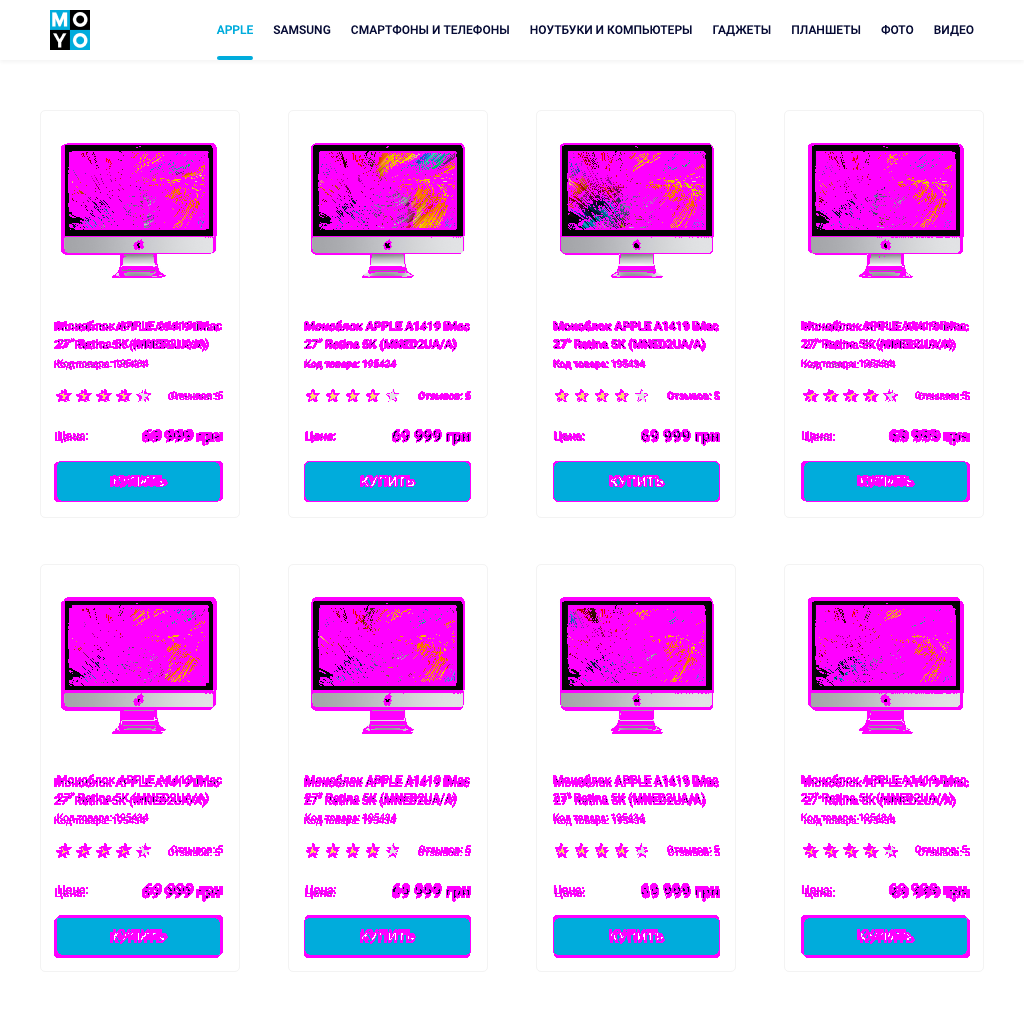 MOYO
APPLE SAMSUNG СМАРТФОНЫ И ТЕЛЕФОНЫ НОУТБУКИ И КОМПЬЮТЕРЫ ГАДЖЕТЫ ПЛАНШЕТЫ ФОТО ВИДЕО
Моноблок APPLE A1419 iMac
27" Retina 5K (MNED2UA/A)
Код товара: 195434
Отзывов: 5
Цена: 69 999 грн
КУПИТЬ
Моноблок APPLE A1419 iMac
27" Retina 5K (MNED2UA/A)
Код товара: 195434
Отзывов: 5
Цена: 69 999 грн
КУПИТЬ
Моноблок APPLE A1419 iMac
27" Retina 5K (MNED2UA/A)
Код товара: 195434
Отзывов: 5
Цена: 69 999 грн
КУПИТЬ
Моноблок APPLE A1419 iMac
27" Retina 5K (MNED2UA/A)
Код товара: 195434
Отзывов: 5
Цена: 69 999 грн
КУПИТЬ
Моноблок APPLE A1419 iMac
27" Retina 5K (MNED2UA/A)
Код товара: 195434
Отзывов: 5
Цена: 69 999 грн
КУПИТЬ
Моноблок APPLE A1419 iMac
27" Retina 5K (MNED2UA/A)
Код товара: 195434
Отзывов: 5
Цена: 69 999 грн
КУПИТЬ
Моноблок APPLE A1419 iMac
27" Retina 5K (MNED2UA/A)
Код товара: 195434
Отзывов: 5
Цена: 69 999 грн
КУПИТЬ
Моноблок APPLE A1419 iMac
27" Retina 5K (MNED2UA/A)
Код товара: 195434
Отзывов: 5
Цена: 69 999 грн
КУПИТЬ